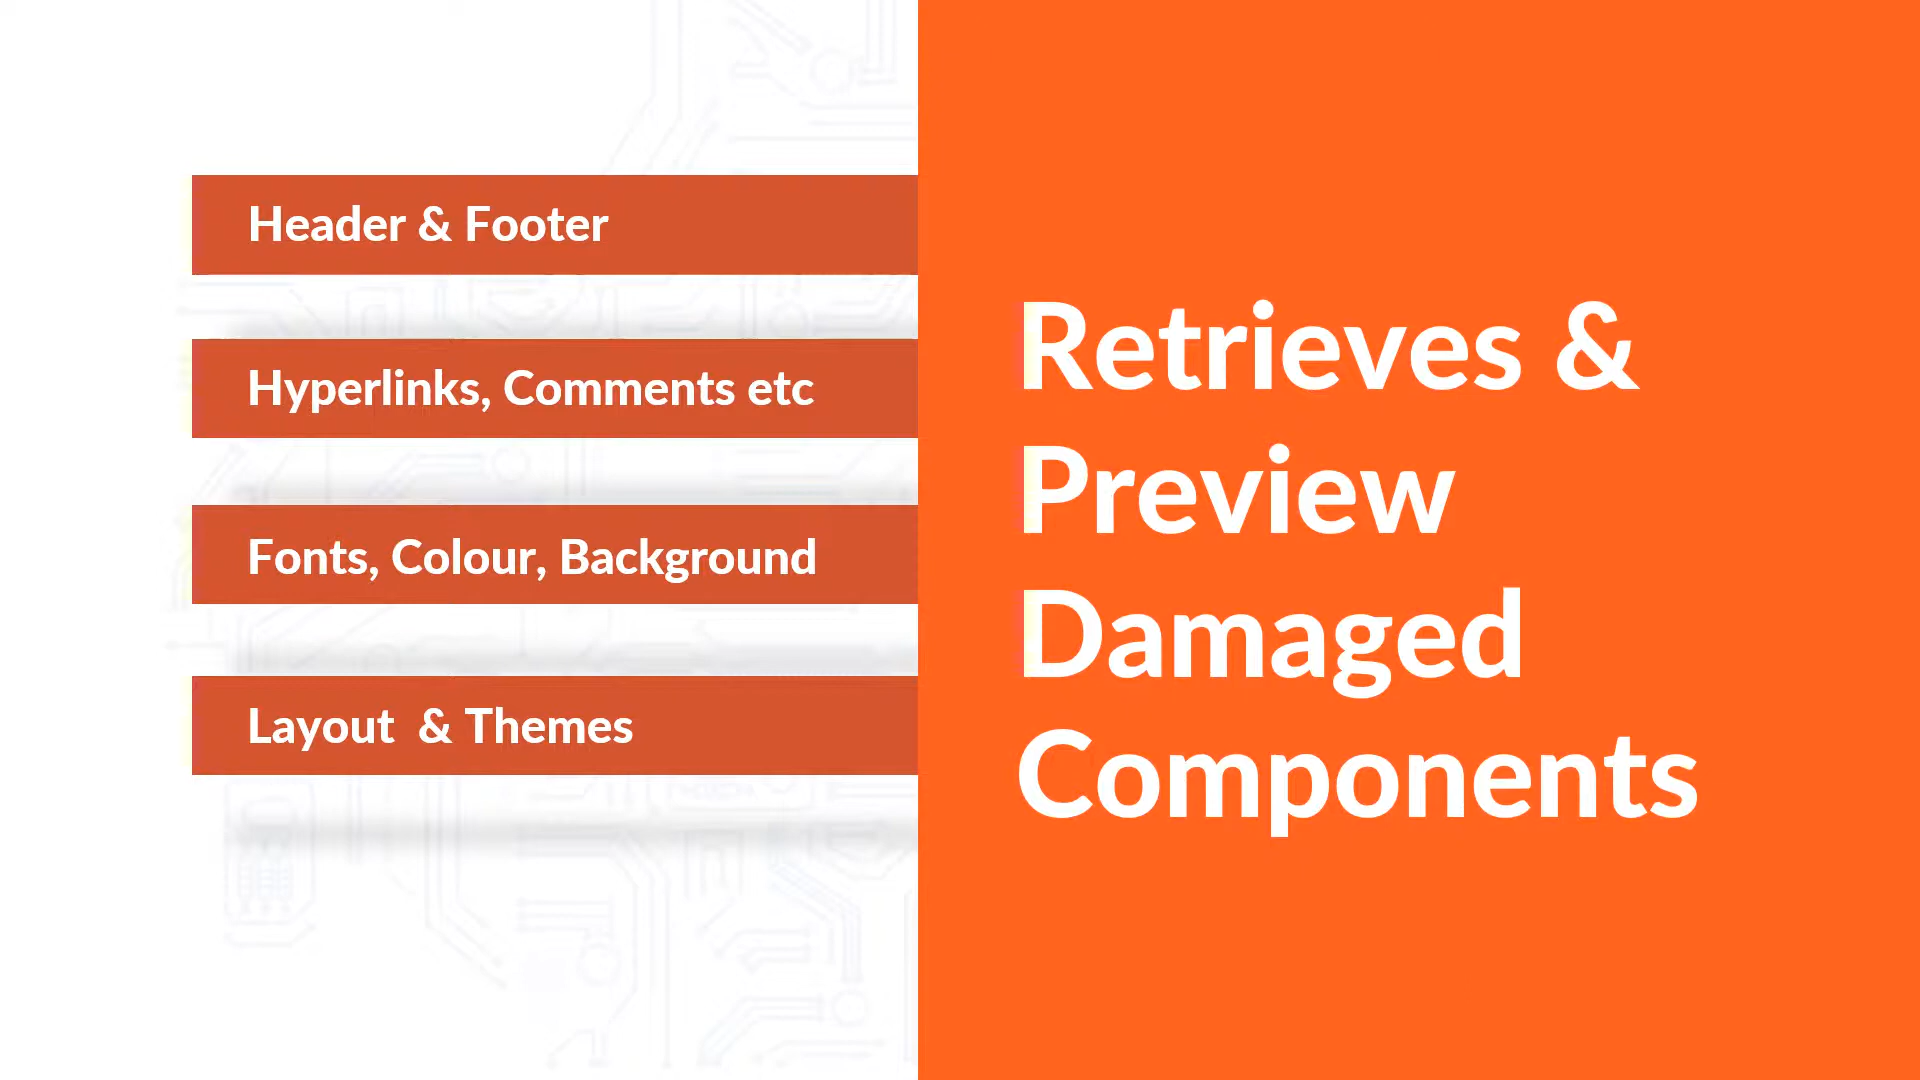 Header & Footer
Hyperlinks, Comments etc
Fonts, Colour, Background
Layout & Themes
Retrieves &
Preview
Damaged
Components